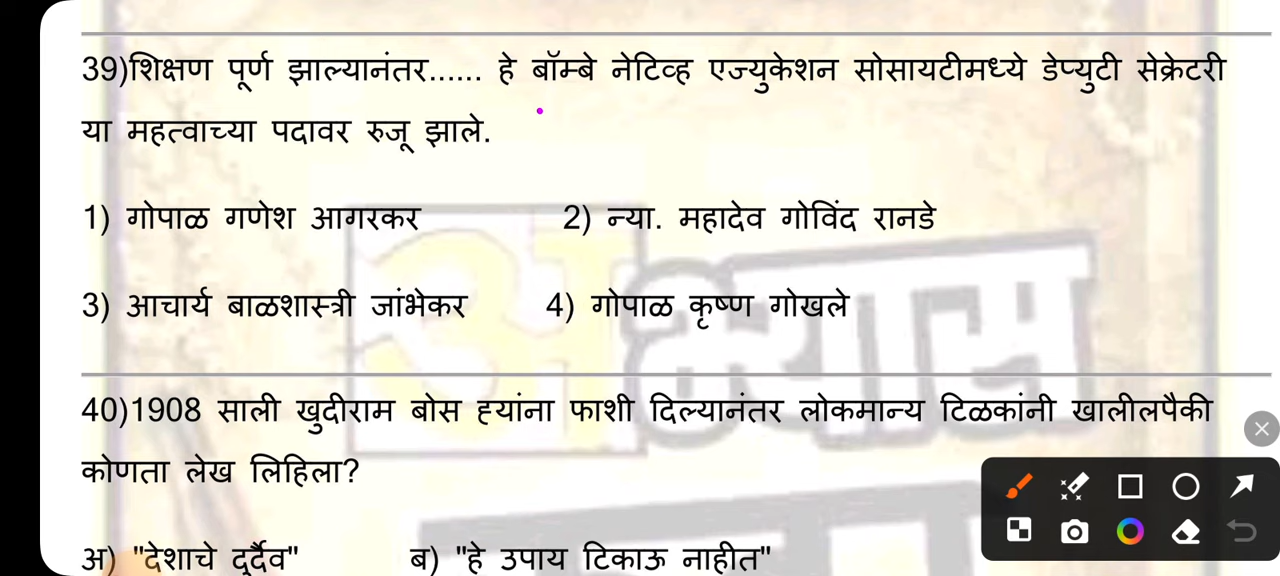 39)शिक्षण पूर्ण झाल्यानंतर...... हे बॉम्बे नेटिव्ह एज्युकेशन सोसायटीमध्ये डेप्युटी सेक्रेटरी
या महत्वाच्या पदावर रुजू झाले.
1) गोपाळ गणेश आगरकर 2) न्या. महादेव गोविंद रानडे
3) आचार्य बाळशास्त्री जांभेकर 4) गोपाळ कृष्ण गोखले
40)1908 साली खुदीराम बोस ह्यांना फाशी दिल्यानंतर लोकमान्य टिळकांनी खालीलपैकी
कोणता लेख लिहिला?
अ) "देशाचे दुर्दैव" ब) "हे उपाय टिकाऊ नाहीत"